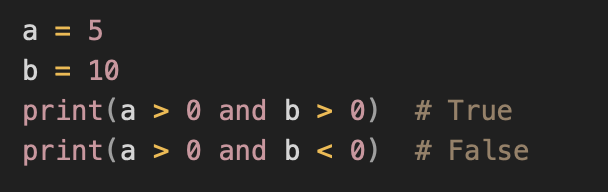 a = 5
b = 10
print(a > 0 and b > 0)  # True
print(a > 0 and b < 0)  # False